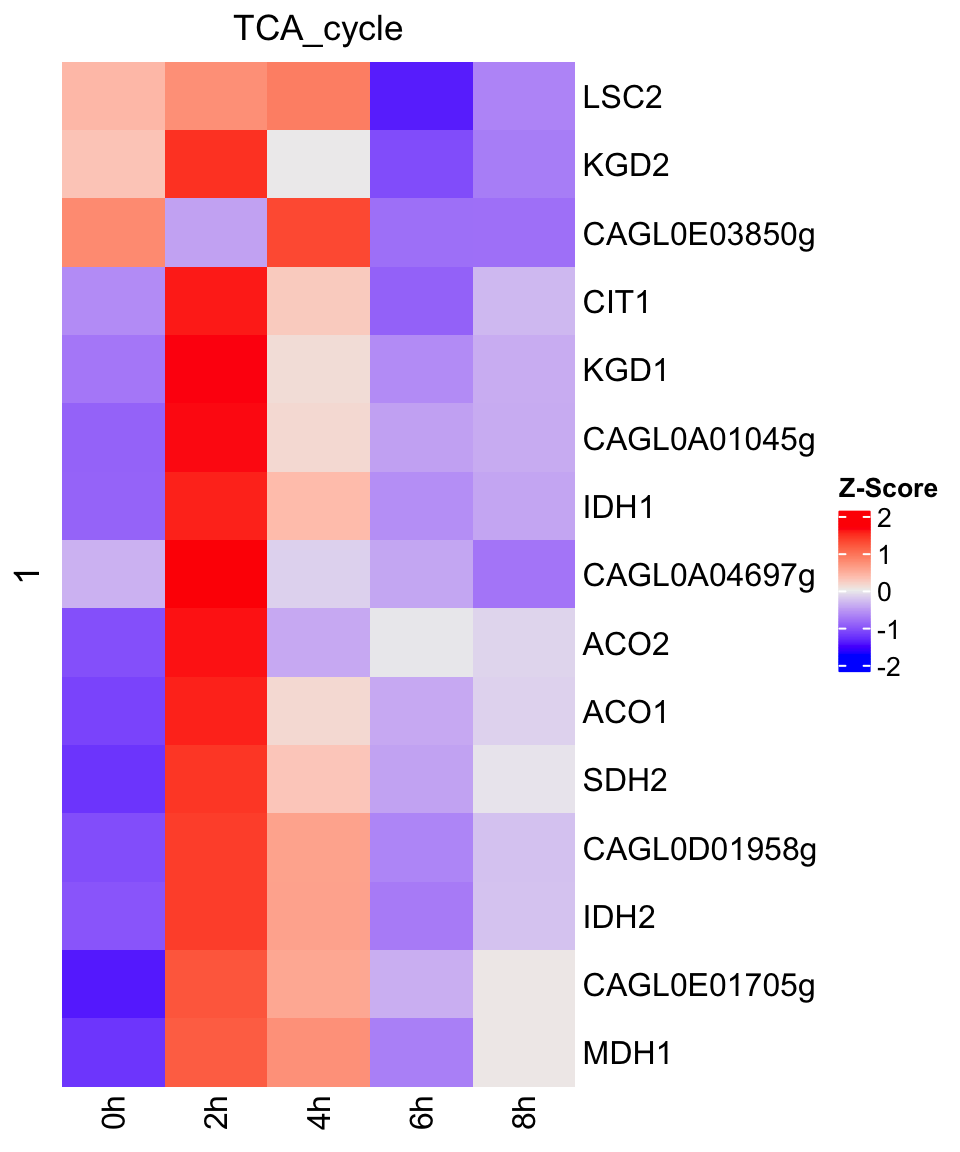 TCA_cycle
LSC2
KGD2
CAGL0E03850g
CIT1
KGD1
CAGL0A01045g
IDH1
CAGL0A04697g
ACO2
ACO1
SDH2
CAGL0D01958g
IDH2
CAGL0E01705g
MDH1
1
0h 2h 4h 6h 8h
Z-Score
2
1
0
-1
-2